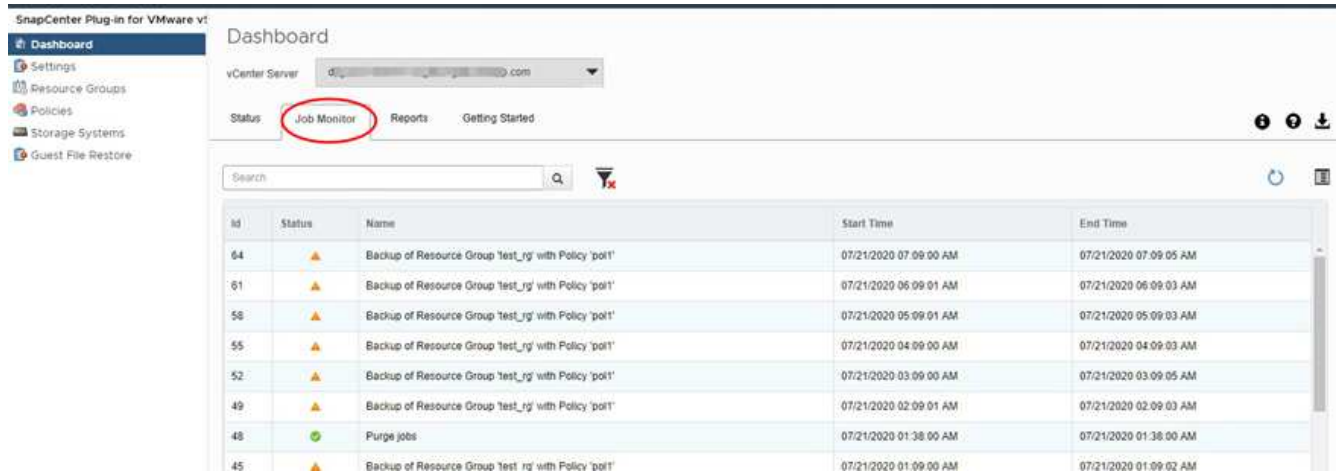 SnapCenter Plug-in for VMware vS
Dashboard
Settings
Resource Groups
Policies
Storage Systems
Guest File Restore
Dashboard
vCenter Server
.com
Status Job Monitor Reports Getting Started
Search
Id Status Name Start Time End Time
64 Backup of Resource Group 'test_rg' with Policy 'pol1' 07/21/2020 07:09:00 AM 07/21/2020 07:09:05 AM
61 Backup of Resource Group 'test_rg' with Policy 'pol1' 07/21/2020 06:09:01 AM 07/21/2020 06:09:03 AM
58 Backup of Resource Group 'test_rg' with Policy 'pol1' 07/21/2020 05:09:01 AM 07/21/2020 05:09:03 AM
55 Backup of Resource Group 'test_rg' with Policy 'pol1' 07/21/2020 04:09:00 AM 07/21/2020 04:09:03 AM
52 Backup of Resource Group 'test_rg' with Policy 'pol1' 07/21/2020 03:09:00 AM 07/21/2020 03:09:05 AM
49 Backup of Resource Group 'test_rg' with Policy 'pol1' 07/21/2020 02:09:01 AM 07/21/2020 02:09:03 AM
48 Purge jobs 07/21/2020 01:38:00 AM 07/21/2020 01:38:00 AM
45 Backup of Resource Group 'test_rg' with Policy 'pol1' 07/21/2020 01:09:00 AM 07/21/2020 01:09:02 AM